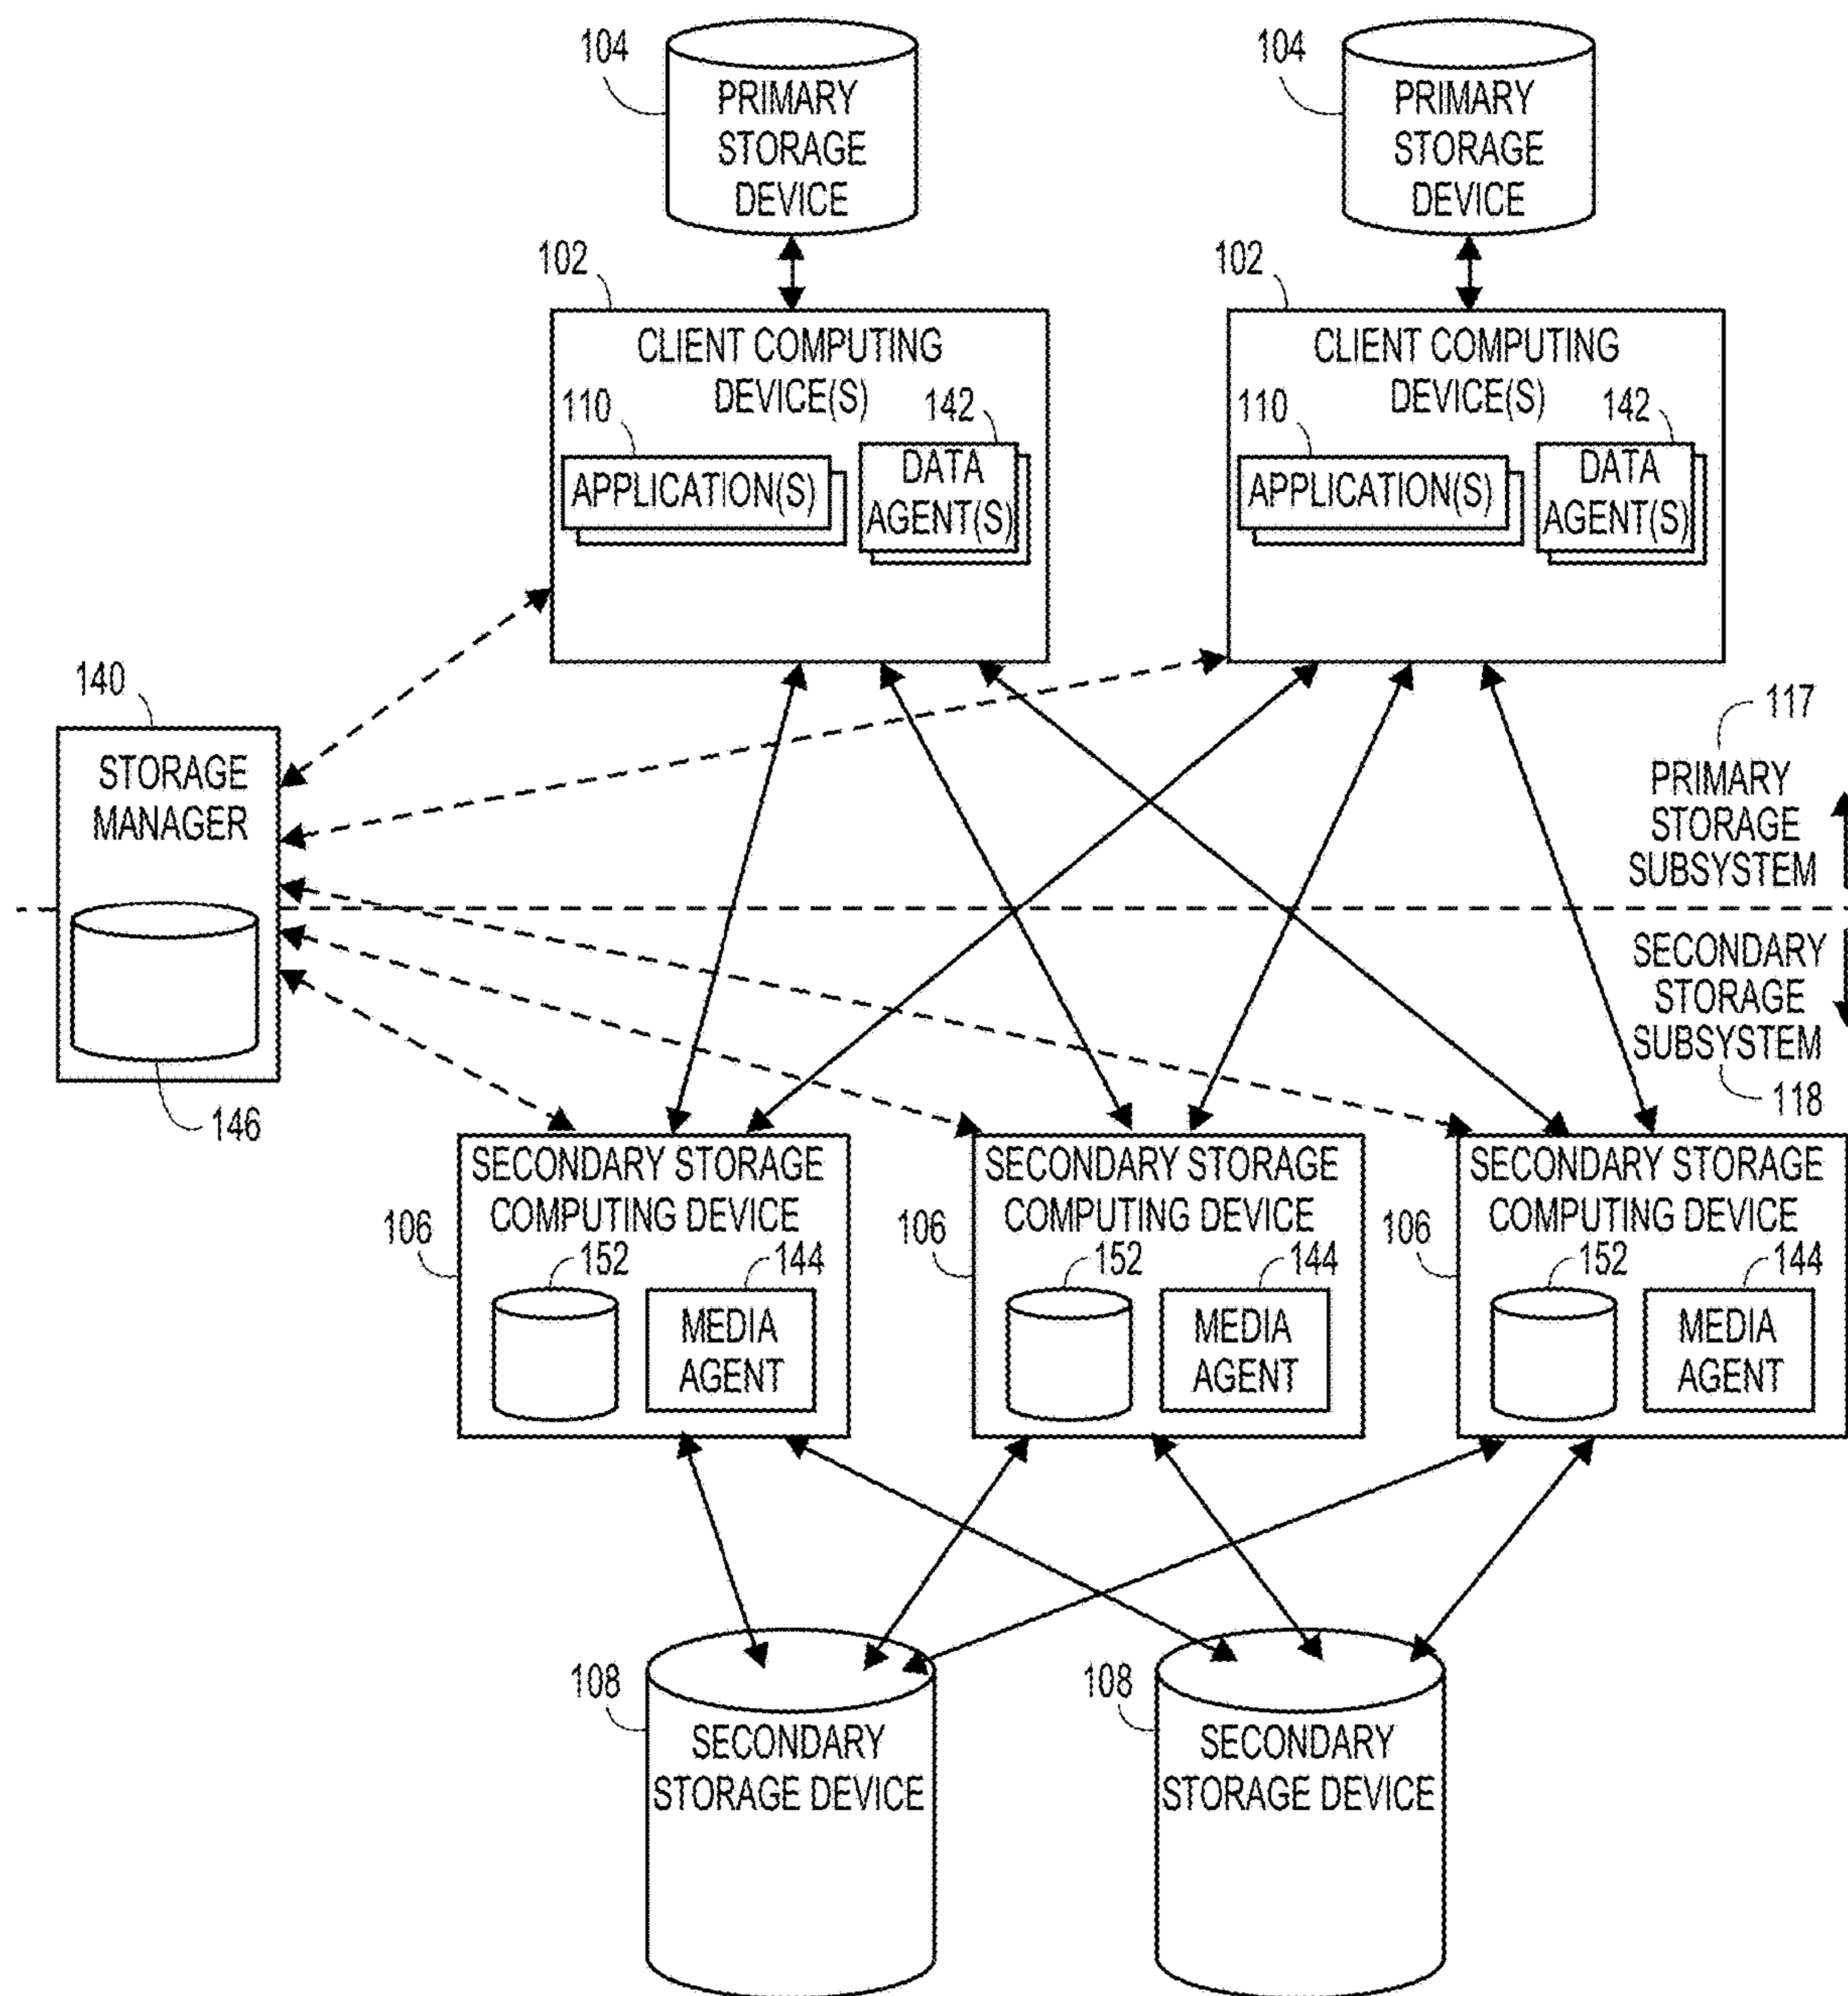 104
PRIMARY
STORAGE
DEVICE
104
PRIMARY
STORAGE
DEVICE
102
CLIENT COMPUTING
DEVICE(S)
110
142
APPLICATION(S)
DATA
AGENT(S)
102
CLIENT COMPUTING
DEVICE(S)
110
142
APPLICATION(S)
DATA
AGENT(S)
140
STORAGE
MANAGER
146
117
PRIMARY
STORAGE
SUBSYSTEM
SECONDARY
STORAGE
SUBSYSTEM
118
SECONDARY STORAGE
COMPUTING DEVICE
106
152
144
MEDIA
AGENT
SECONDARY STORAGE
COMPUTING DEVICE
106
152
144
MEDIA
AGENT
SECONDARY STORAGE
COMPUTING DEVICE
106
152
144
MEDIA
AGENT
108
SECONDARY
STORAGE DEVICE
108
SECONDARY
STORAGE DEVICE